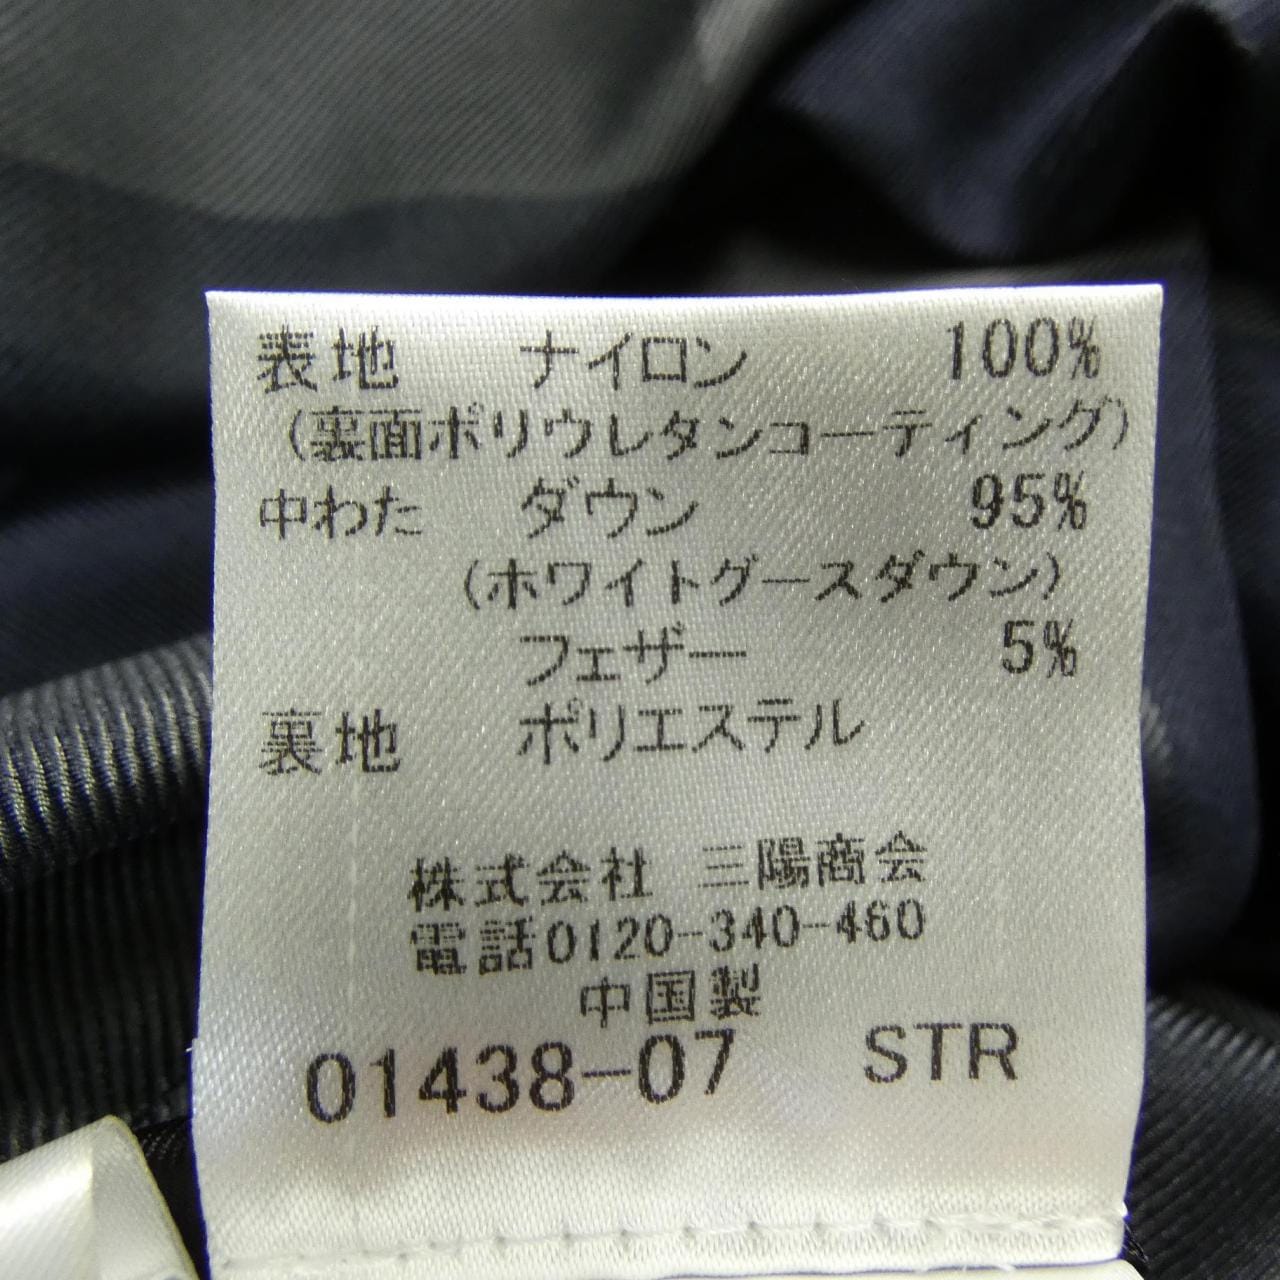 表地 ナイロン 100%
(裏面ポリウレタンコーティング)
中わた ダウン 95%
(ホワイトグースダウン)
フェザー 5%
裏地 ポリエステル
株式会社 三陽商会
電話0120-340-460
中国製
01438-07 STR